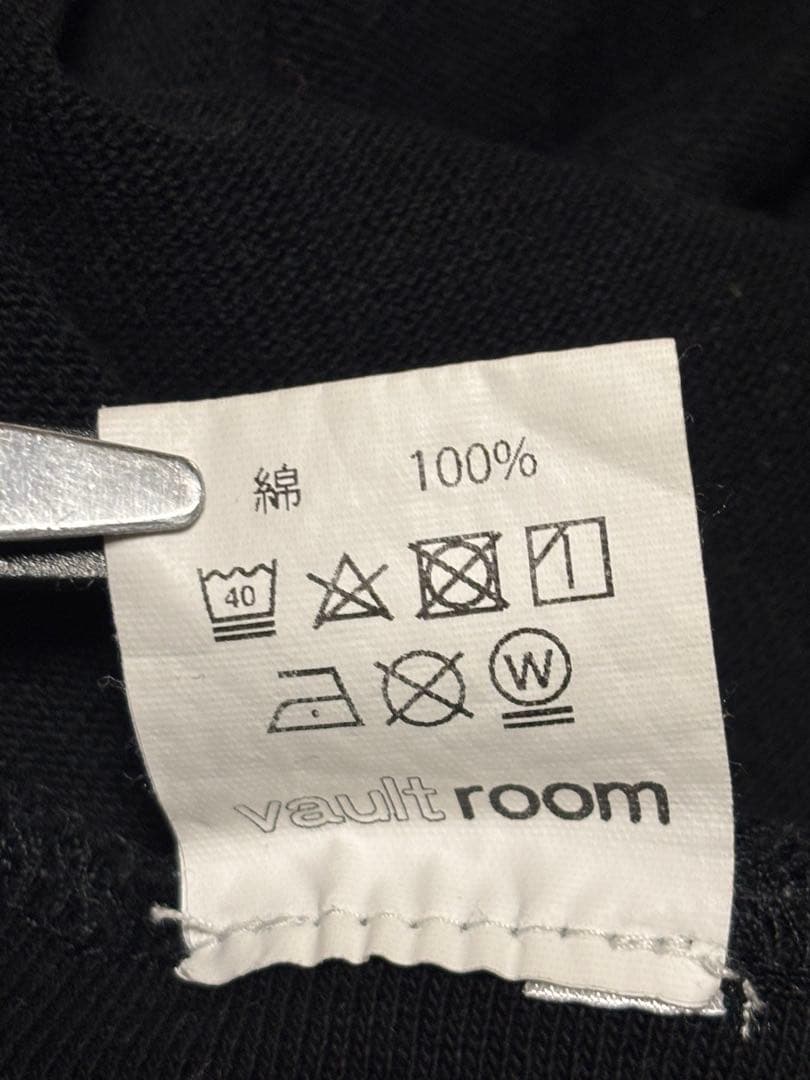 綿 100%
40
W
vault room